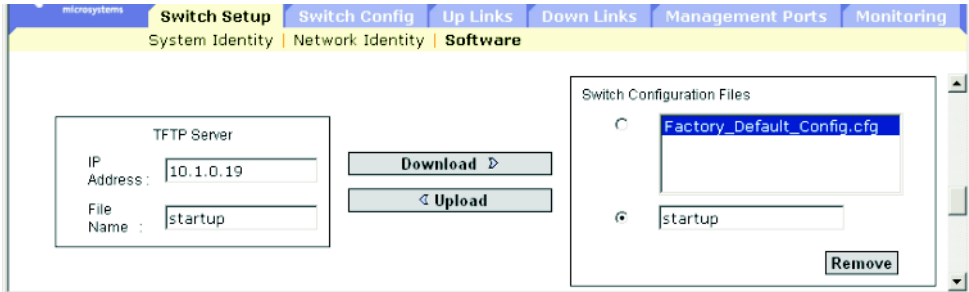 microsystems
Switch Setup Switch Config Up Links Down Links Management Ports Monitoring
System Identity | Network Identity | Software
TFTP Server
IP Address : 10.1.0.19
File Name : startup
Download
Upload
Switch Configuration Files
Factory_Default_Config.cfg
startup
Remove